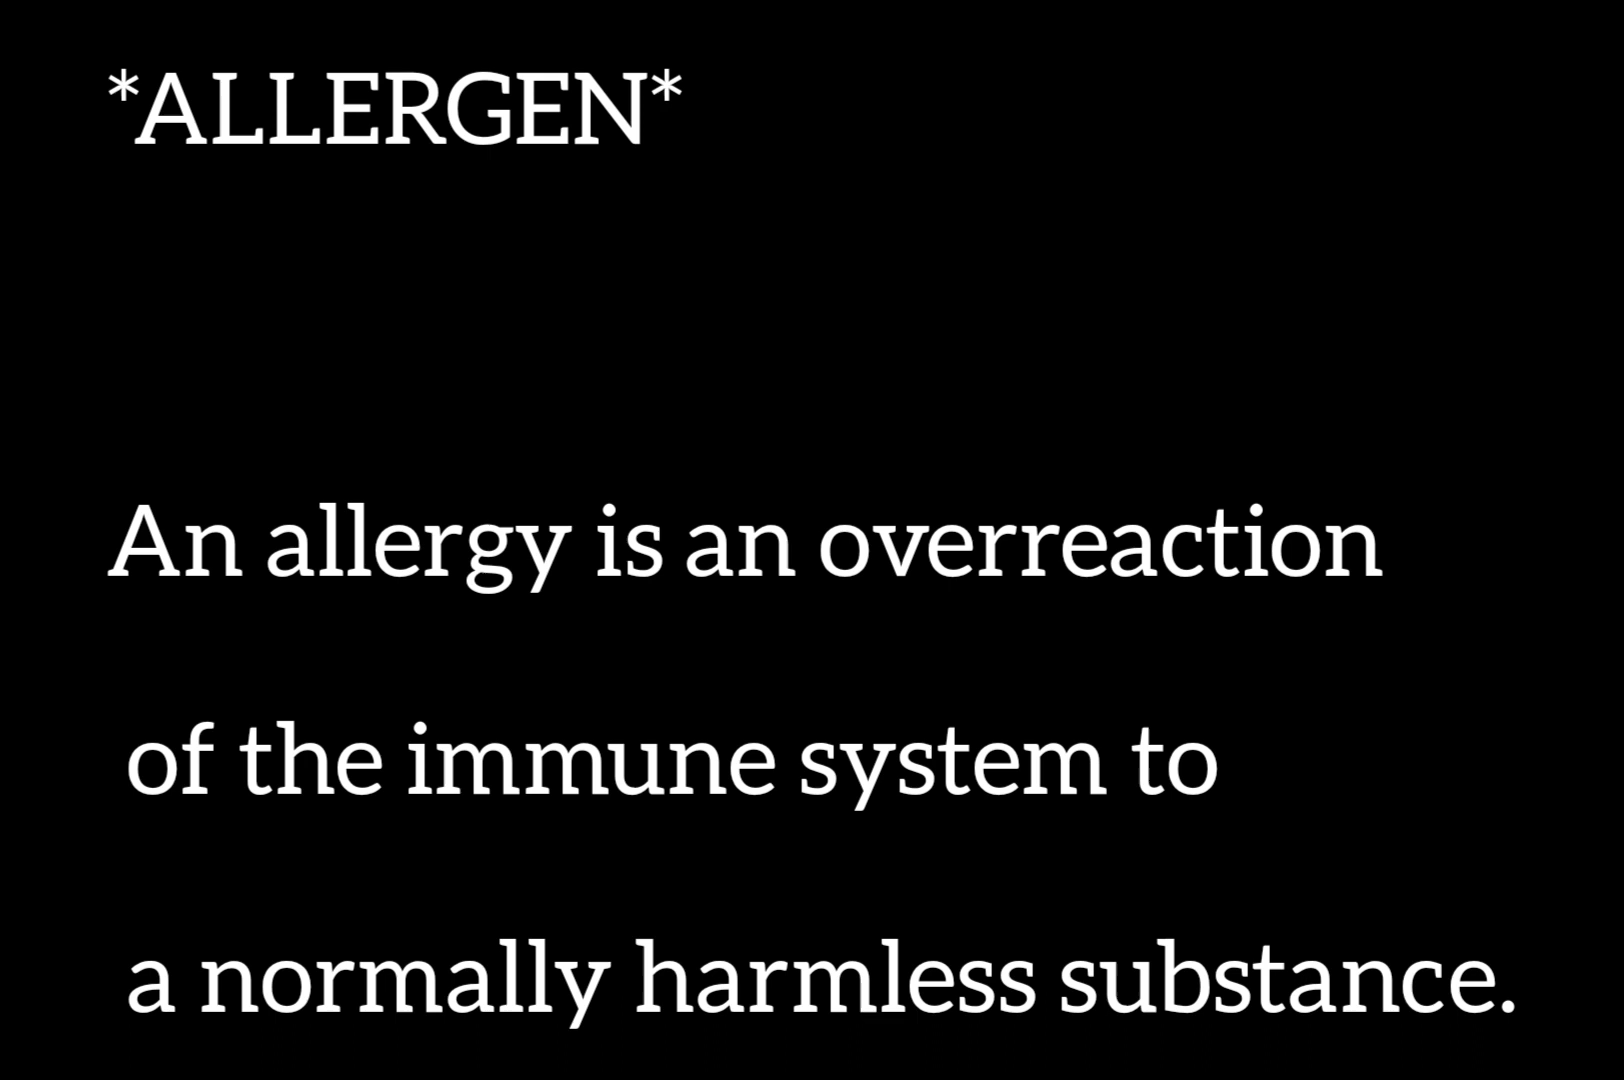 *ALLERGEN*
An allergy is an overreaction
of the immune system to
a normally harmless substance.